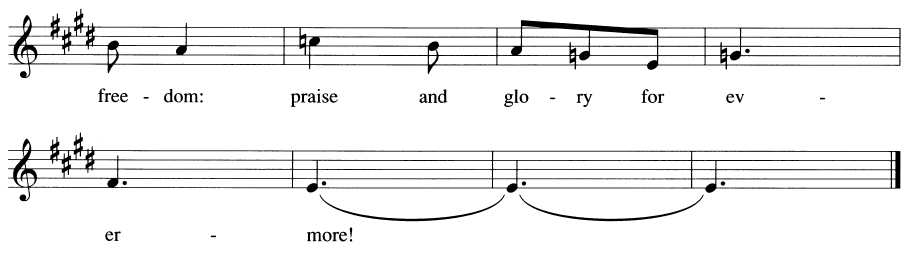 free - dom: praise and glo - ry for ev -
er - more!